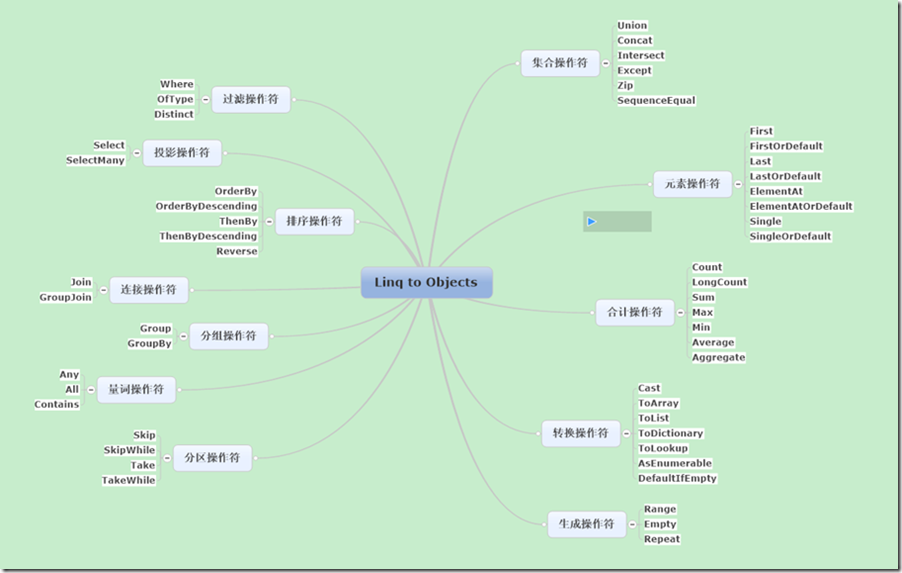 Linq to Objects
过滤操作符
Where
OfType
Distinct
投影操作符
Select
SelectMany
排序操作符
OrderBy
OrderByDescending
ThenBy
ThenByDescending
Reverse
连接操作符
Join
GroupJoin
分组操作符
Group
GroupBy
量词操作符
Any
All
Contains
分区操作符
Skip
SkipWhile
Take
TakeWhile
集合操作符
Union
Concat
Intersect
Except
Zip
SequenceEqual
元素操作符
First
FirstOrDefault
Last
LastOrDefault
ElementAt
ElementAtOrDefault
Single
SingleOrDefault
合计操作符
Count
LongCount
Sum
Max
Min
Average
Aggregate
转换操作符
Cast
ToArray
ToList
ToDictionary
ToLookup
AsEnumerable
DefaultIfEmpty
生成操作符
Range
Empty
Repeat